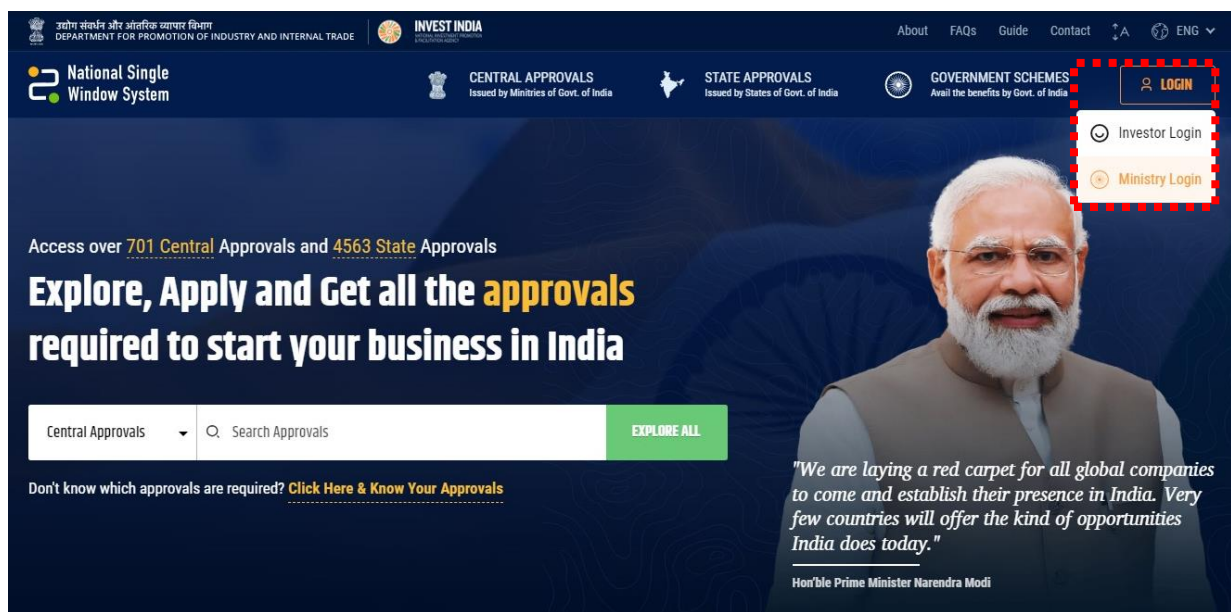 उद्योग संवर्धन और आंतरिक व्यापार विभाग
DEPARTMENT FOR PROMOTION OF INDUSTRY AND INTERNAL TRADE
INVEST INDIA
NATIONAL INVESTMENT PROMOTION
& FACILITATION AGENCY
About FAQs Guide Contact A ENG
National Single
Window System
CENTRAL APPROVALS
Issued by Minitries of Govt. of India
STATE APPROVALS
Issued by States of Govt. of India
GOVERNMENT SCHEMES
Avail the benefits by Govt. of India
LOGIN
Investor Login
Ministry Login
Access over 701 Central Approvals and 4563 State Approvals
Explore, Apply and Get all the approvals
required to start your business in India
Central Approvals
Search Approvals
EXPLORE ALL
Don't know which approvals are required? Click Here & Know Your Approvals
"We are laying a red carpet for all global companies
to come and establish their presence in India. Very
few countries will offer the kind of opportunities
India does today."
Hon'ble Prime Minister Narendra Modi